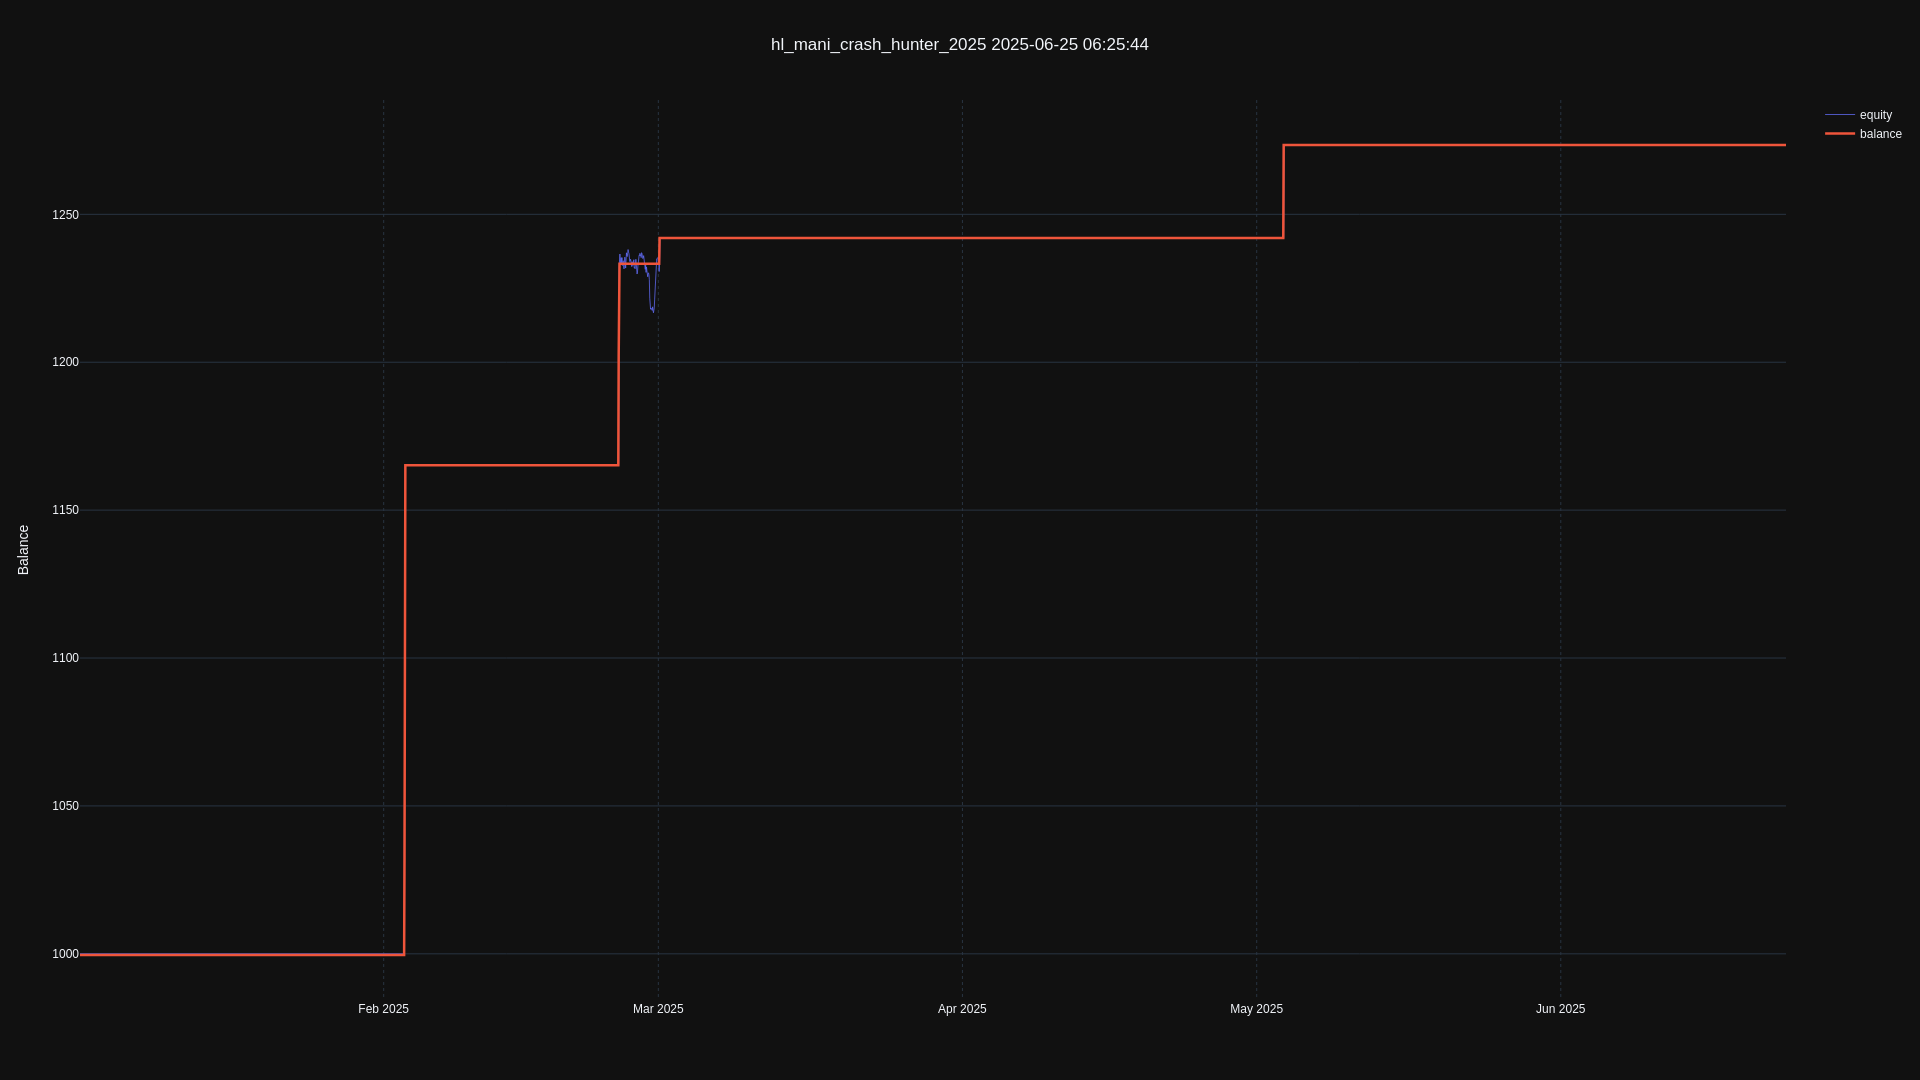 hl_mani_crash_hunter_2025 2025-06-25 06:25:44
equity
balance
1250
1200
1150
1100
1050
1000
Balance
Feb 2025
Mar 2025
Apr 2025
May 2025
Jun 2025